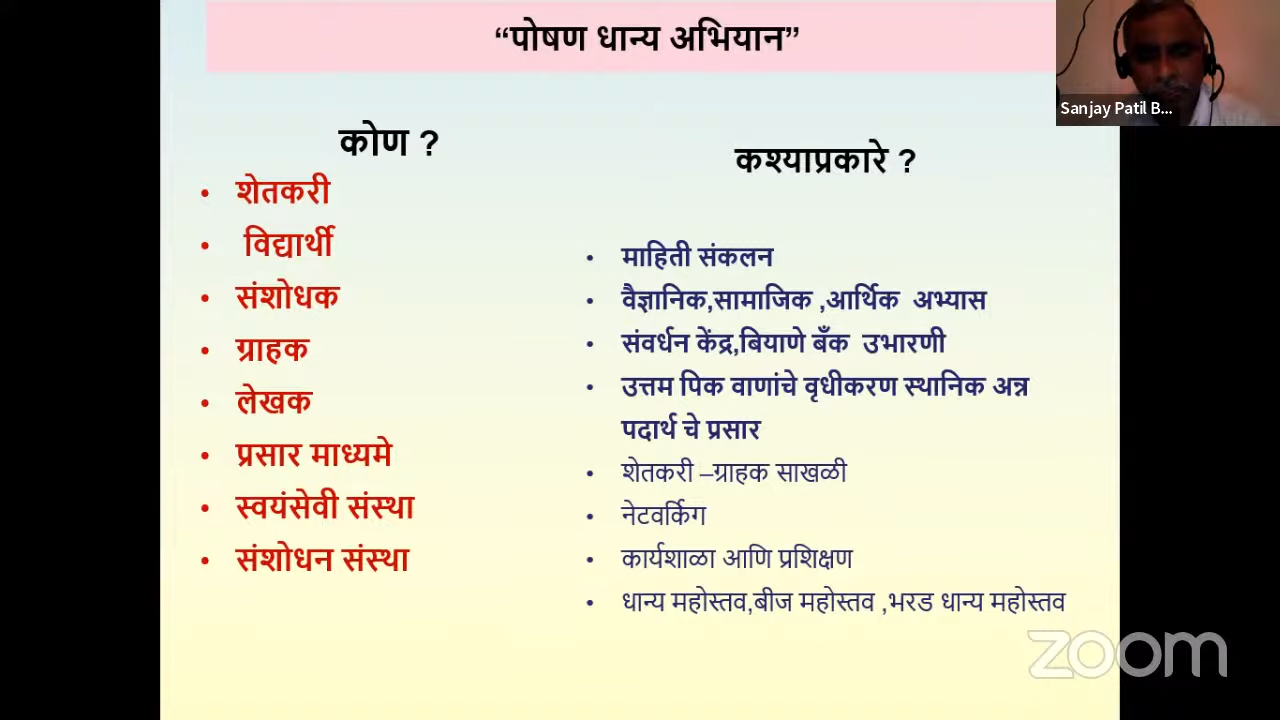 “पोषण धान्य अभियान”
Sanjay Patil B...
कोण ?
• शेतकरी
• विद्यार्थी
• संशोधक
• ग्राहक
• लेखक
• प्रसार माध्यमे
• स्वयंसेवी संस्था
• संशोधन संस्था
कश्याप्रकारे ?
• माहिती संकलन
• वैज्ञानिक,सामाजिक ,आर्थिक अभ्यास
• संवर्धन केंद्र,बियाणे बँक उभारणी
• उत्तम पिक वाणांचे वृधीकरण स्थानिक अन्न
पदार्थ चे प्रसार
• शेतकरी –ग्राहक साखळी
• नेटवर्किग
• कार्यशाळा आणि प्रशिक्षण
• धान्य महोस्तव,बीज महोस्तव ,भरड धान्य महोस्तव
zoom